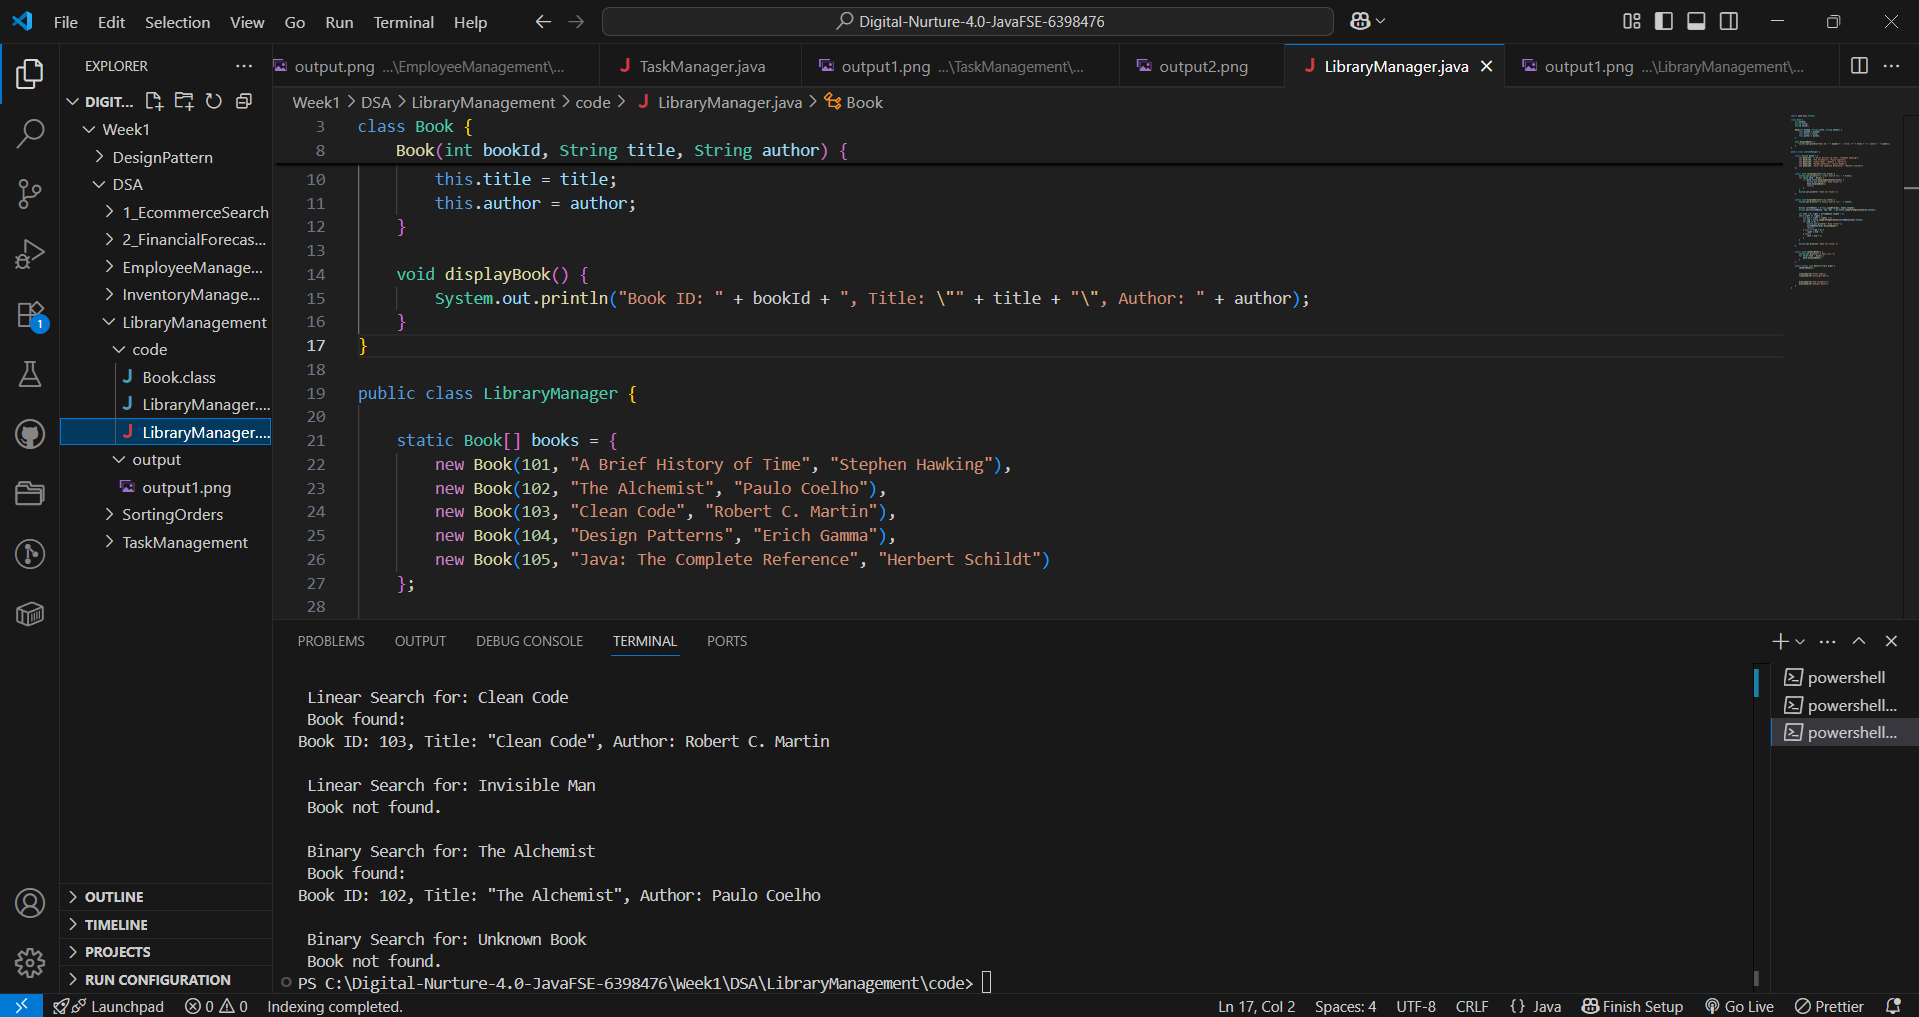 File Edit Selection View Go Run Terminal Help
Digital-Nurture-4.0-JavaFSE-6398476
EXPLORER
output.png ...\EmployeeManagement\...
TaskManager.java
output1.png ...\TaskManagement\...
output2.png
LibraryManager.java
output1.png ...\LibraryManagement\...
DIGIT...
Week1
DesignPattern
DSA
1_EcommerceSearch
2_FinancialForecas...
EmployeeManage...
InventoryManage...
LibraryManagement
code
Book.class
LibraryManager....
LibraryManager....
output
output1.png
SortingOrders
TaskManagement
OUTLINE
TIMELINE
PROJECTS
RUN CONFIGURATION
1
Week1 > DSA > LibraryManagement > code > LibraryManager.java > Book
3 class Book {
8 Book(int bookId, String title, String author) {
10 this.title = title;
11 this.author = author;
12 }
13
14 void displayBook() {
15 System.out.println("Book ID: " + bookId + ", Title: \"" + title + "\", Author: " + author);
16 }
17 }
18
19 public class LibraryManager {
20
21 static Book[] books = {
22 new Book(101, "A Brief History of Time", "Stephen Hawking"),
23 new Book(102, "The Alchemist", "Paulo Coelho"),
24 new Book(103, "Clean Code", "Robert C. Martin"),
25 new Book(104, "Design Patterns", "Erich Gamma"),
26 new Book(105, "Java: The Complete Reference", "Herbert Schildt")
27 };
28
PROBLEMS OUTPUT DEBUG CONSOLE TERMINAL PORTS
Linear Search for: Clean Code
Book found:
Book ID: 103, Title: "Clean Code", Author: Robert C. Martin
Linear Search for: Invisible Man
Book not found.
Binary Search for: The Alchemist
Book found:
Book ID: 102, Title: "The Alchemist", Author: Paulo Coelho
Binary Search for: Unknown Book
Book not found.
PS C:\Digital-Nurture-4.0-JavaFSE-6398476\Week1\DSA\LibraryManagement\code>
powershell
powershell...
powershell...
Launchpad 0 0 Indexing completed.
Ln 17, Col 2 Spaces: 4 UTF-8 CRLF {} Java Finish Setup Go Live Prettier